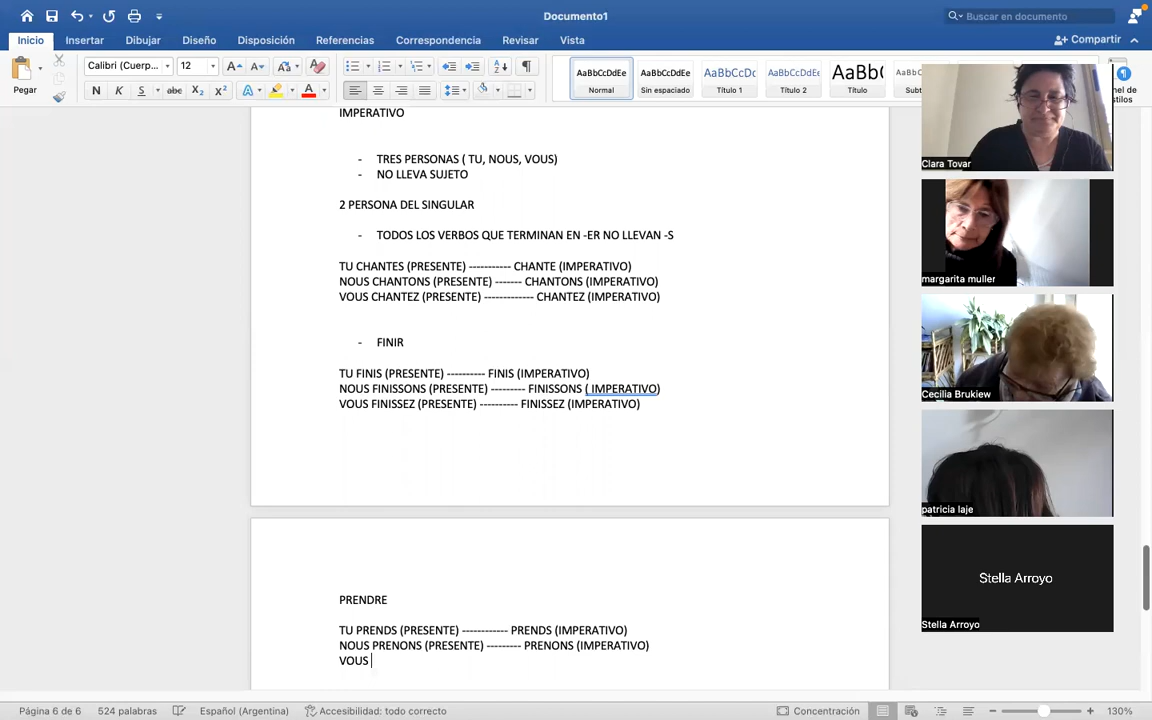 Documento1
Buscar en documento
Inicio Insertar Dibujar Diseño Disposición Referencias Correspondencia Revisar Vista Compartir
Pegar Calibri (Cuerp... 12 AaBbCcDdEe AaBbCcDdEe AaBbCcDc AaBbCcDdEe AaBbC
N K S abc X2 X2 A A Normal Sin espaciado Título 1 Título 2 Título
IMPERATIVO
- TRES PERSONAS ( TU, NOUS, VOUS)
- NO LLEVA SUJETO
2 PERSONA DEL SINGULAR
- TODOS LOS VERBOS QUE TERMINAN EN -ER NO LLEVAN -S
TU CHANTES (PRESENTE) ----------- CHANTE (IMPERATIVO)
NOUS CHANTONS (PRESENTE) ------- CHANTONS (IMPERATIVO)
VOUS CHANTEZ (PRESENTE) ------------- CHANTEZ (IMPERATIVO)
- FINIR
TU FINIS (PRESENTE) ---------- FINIS (IMPERATIVO)
NOUS FINISSONS (PRESENTE) --------- FINISSONS ( IMPERATIVO)
VOUS FINISSEZ (PRESENTE) ---------- FINISSEZ (IMPERATIVO)
PRENDRE
TU PRENDS (PRESENTE) ------------ PRENDS (IMPERATIVO)
NOUS PRENONS (PRESENTE) --------- PRENONS (IMPERATIVO)
VOUS
Clara Tovar
margarita muller
Cecilia Brukiew
patricia laje
Stella Arroyo
Stella Arroyo
Página 6 de 6 524 palabras Español (Argentina) Accesibilidad: todo correcto Concentración 130%